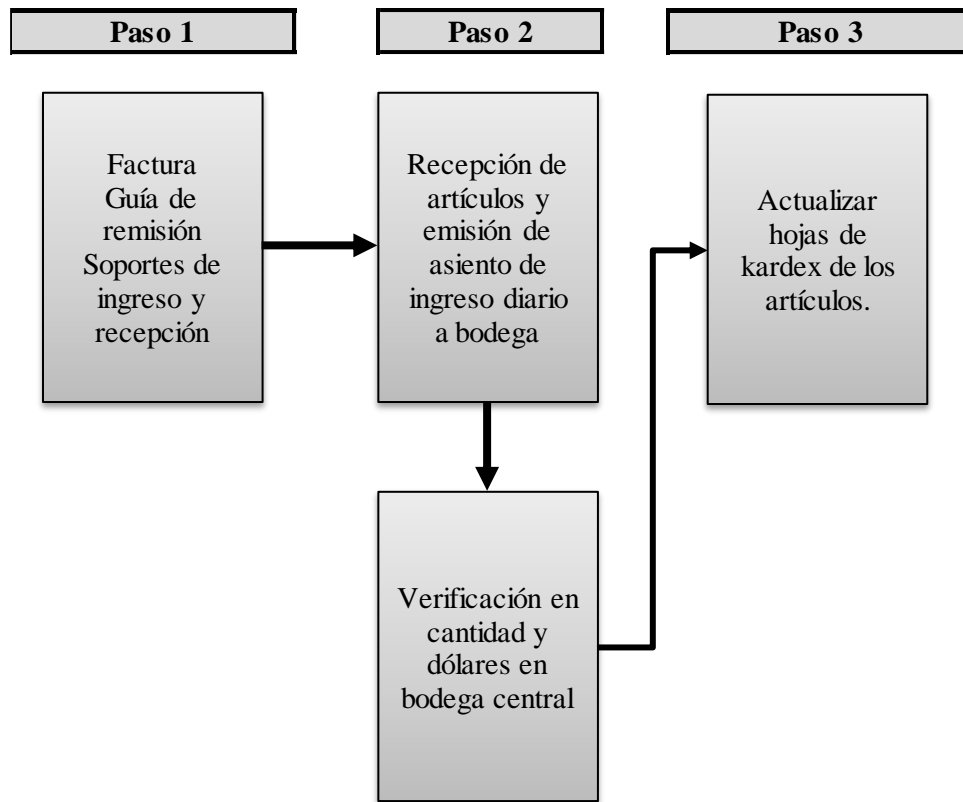 Paso 1
Paso 2
Paso 3
Factura
Guía de
remisión
Soportes de
ingreso y
recepción
Recepción de
artículos y
emisión de
asiento de
ingreso diario
a bodega
Verificación en
cantidad y
dólares en
bodega central
Actualizar
hojas de
kardex de los
artículos.